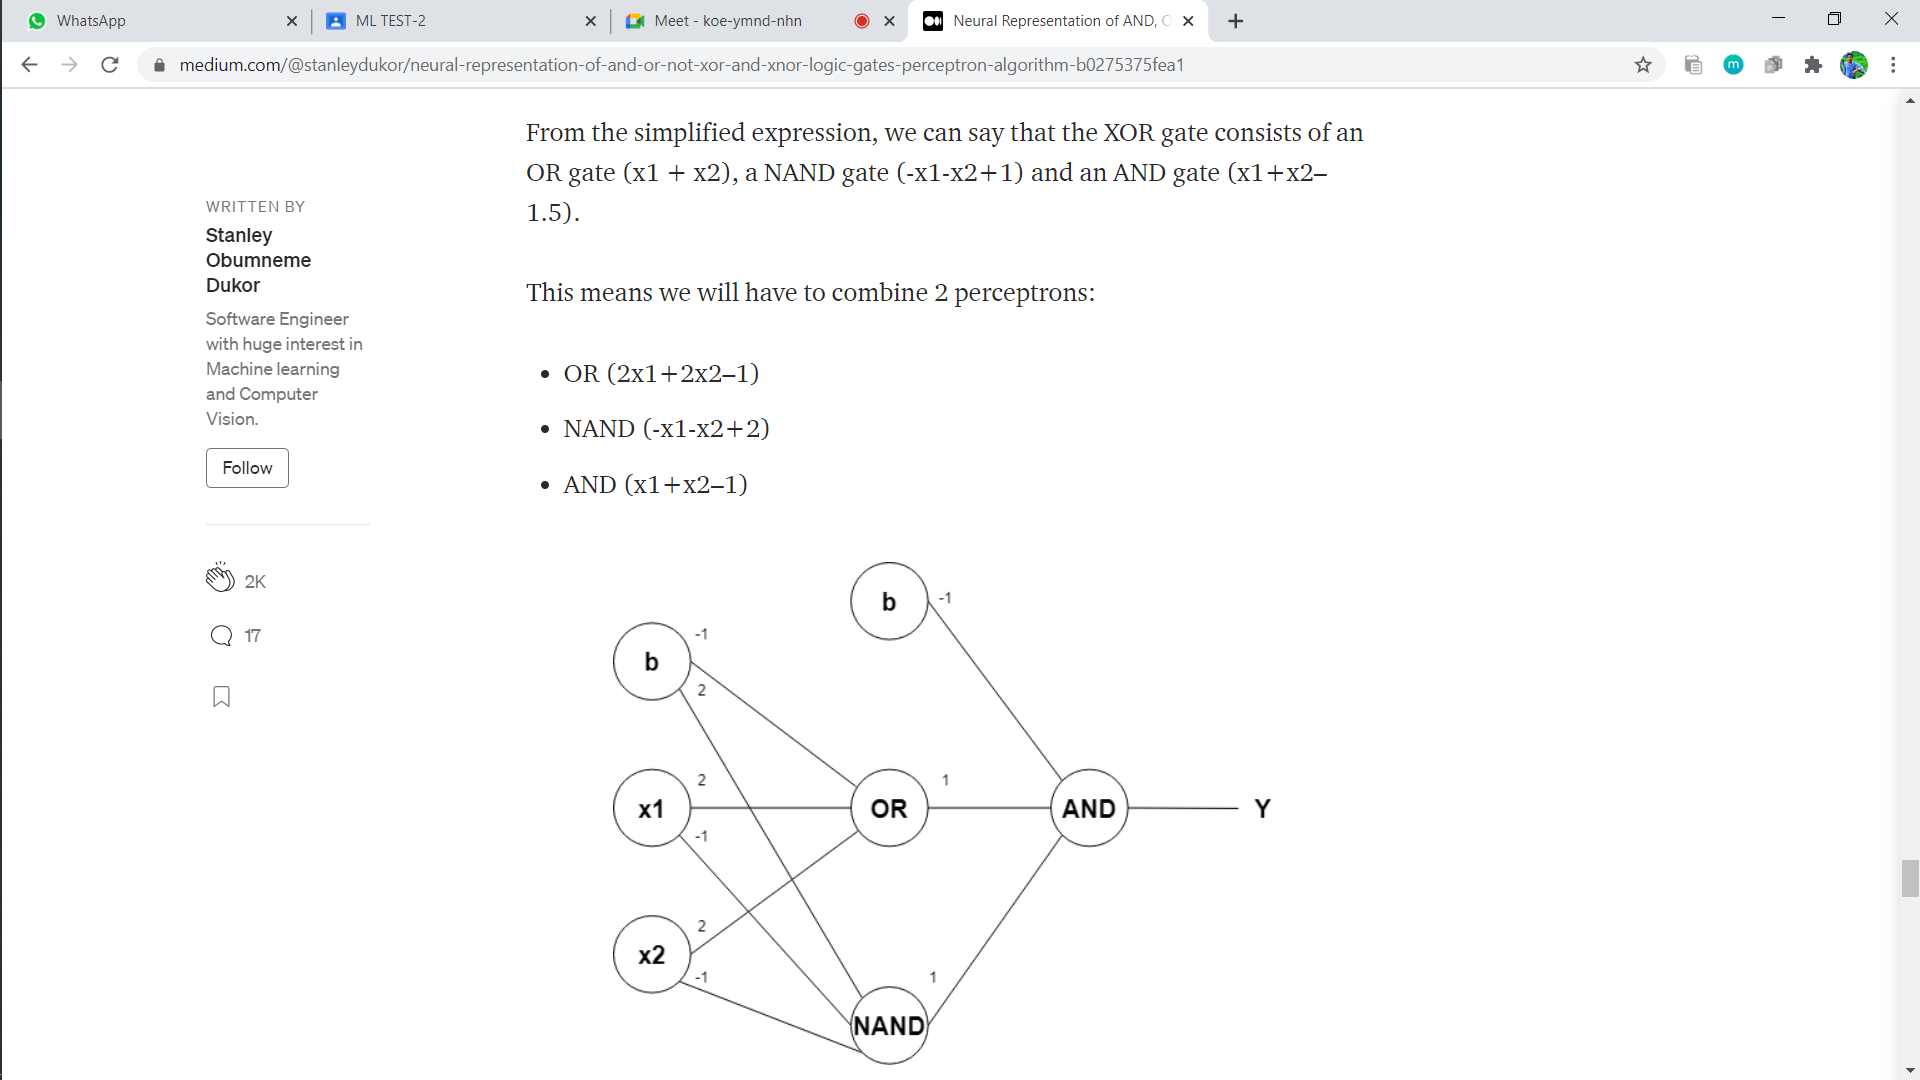 WhatsApp
ML TEST-2
Meet - koe-ymnd-nhn
Neural Representation of AND, O
medium.com/@stanleydukor/neural-representation-of-and-or-not-xor-and-xnor-logic-gates-perceptron-algorithm-b0275375fea1
m
From the simplified expression, we can say that the XOR gate consists of an
OR gate (x1 + x2), a NAND gate (-x1-x2+1) and an AND gate (x1+x2–
1.5).
This means we will have to combine 2 perceptrons:
• OR (2x1+2x2–1)
• NAND (-x1-x2+2)
• AND (x1+x2–1)
WRITTEN BY
Stanley
Obumneme
Dukor
Software Engineer
with huge interest in
Machine learning
and Computer
Vision.
Follow
2K
17
b -1
b -1
2
x1 2
-1
OR 1
AND
Y
x2 2
-1
NAND 1